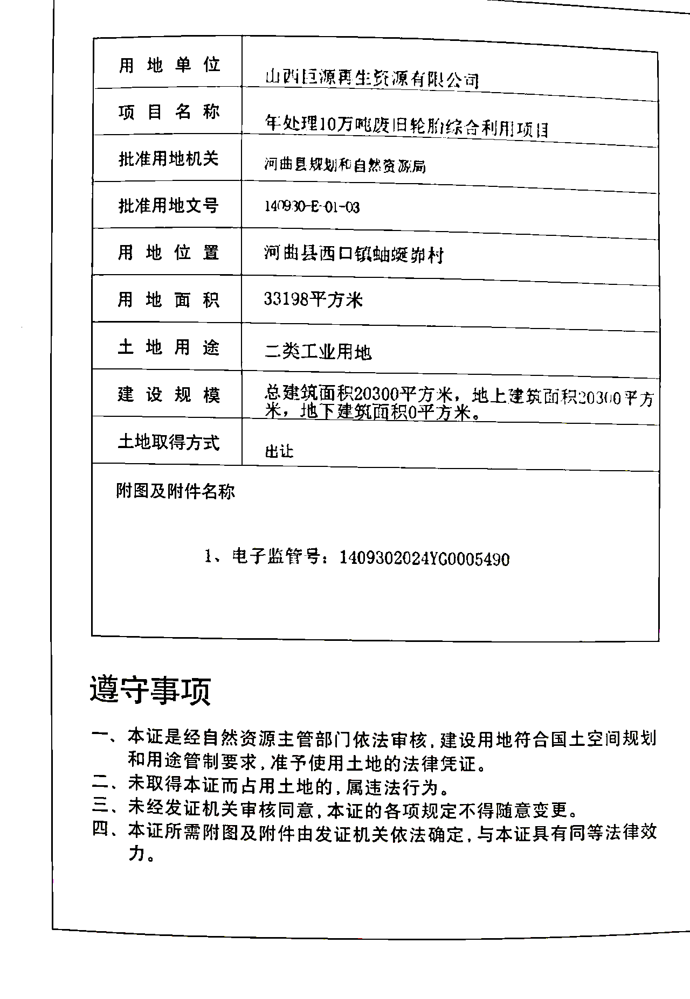 用地单位 山西巨源再生资源有限公司
项目名称 年处理10万吨废旧轮胎综合利用项目
批准用地机关 河曲县规划和自然资源局
批准用地文号 140930-E-01-03
用地位置 河曲县西口镇蚰蜒峁村
用地面积 33198平方米
土地用途 二类工业用地
建设规模 总建筑面积20300平方米，地上建筑面积20300平方
米，地下建筑面积0平方米。
土地取得方式 出让
附图及附件名称
1、电子监管号：1409302024YG0005490
遵守事项
一、本证是经自然资源主管部门依法审核，建设用地符合国土空间规划
和用途管制要求，准予使用土地的法律凭证。
二、未取得本证而占用土地的，属违法行为。
三、未经发证机关审核同意，本证的各项规定不得随意变更。
四、本证所需附图及附件由发证机关依法确定，与本证具有同等法律效
力。